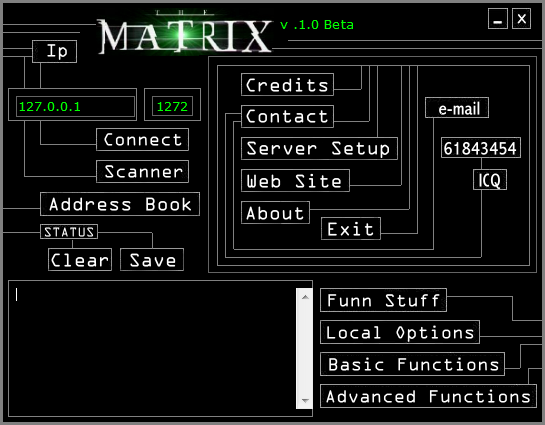 THE
MATRIX
v .1.0 Beta
Ip
127.0.0.1
1272
Connect
Scanner
Address Book
STATUS
Clear
Save
Credits
Contact
Server Setup
Web Site
About
Exit
e-mail
61843454
ICQ
Funn Stuff
Local Options
Basic Functions
Advanced Functions